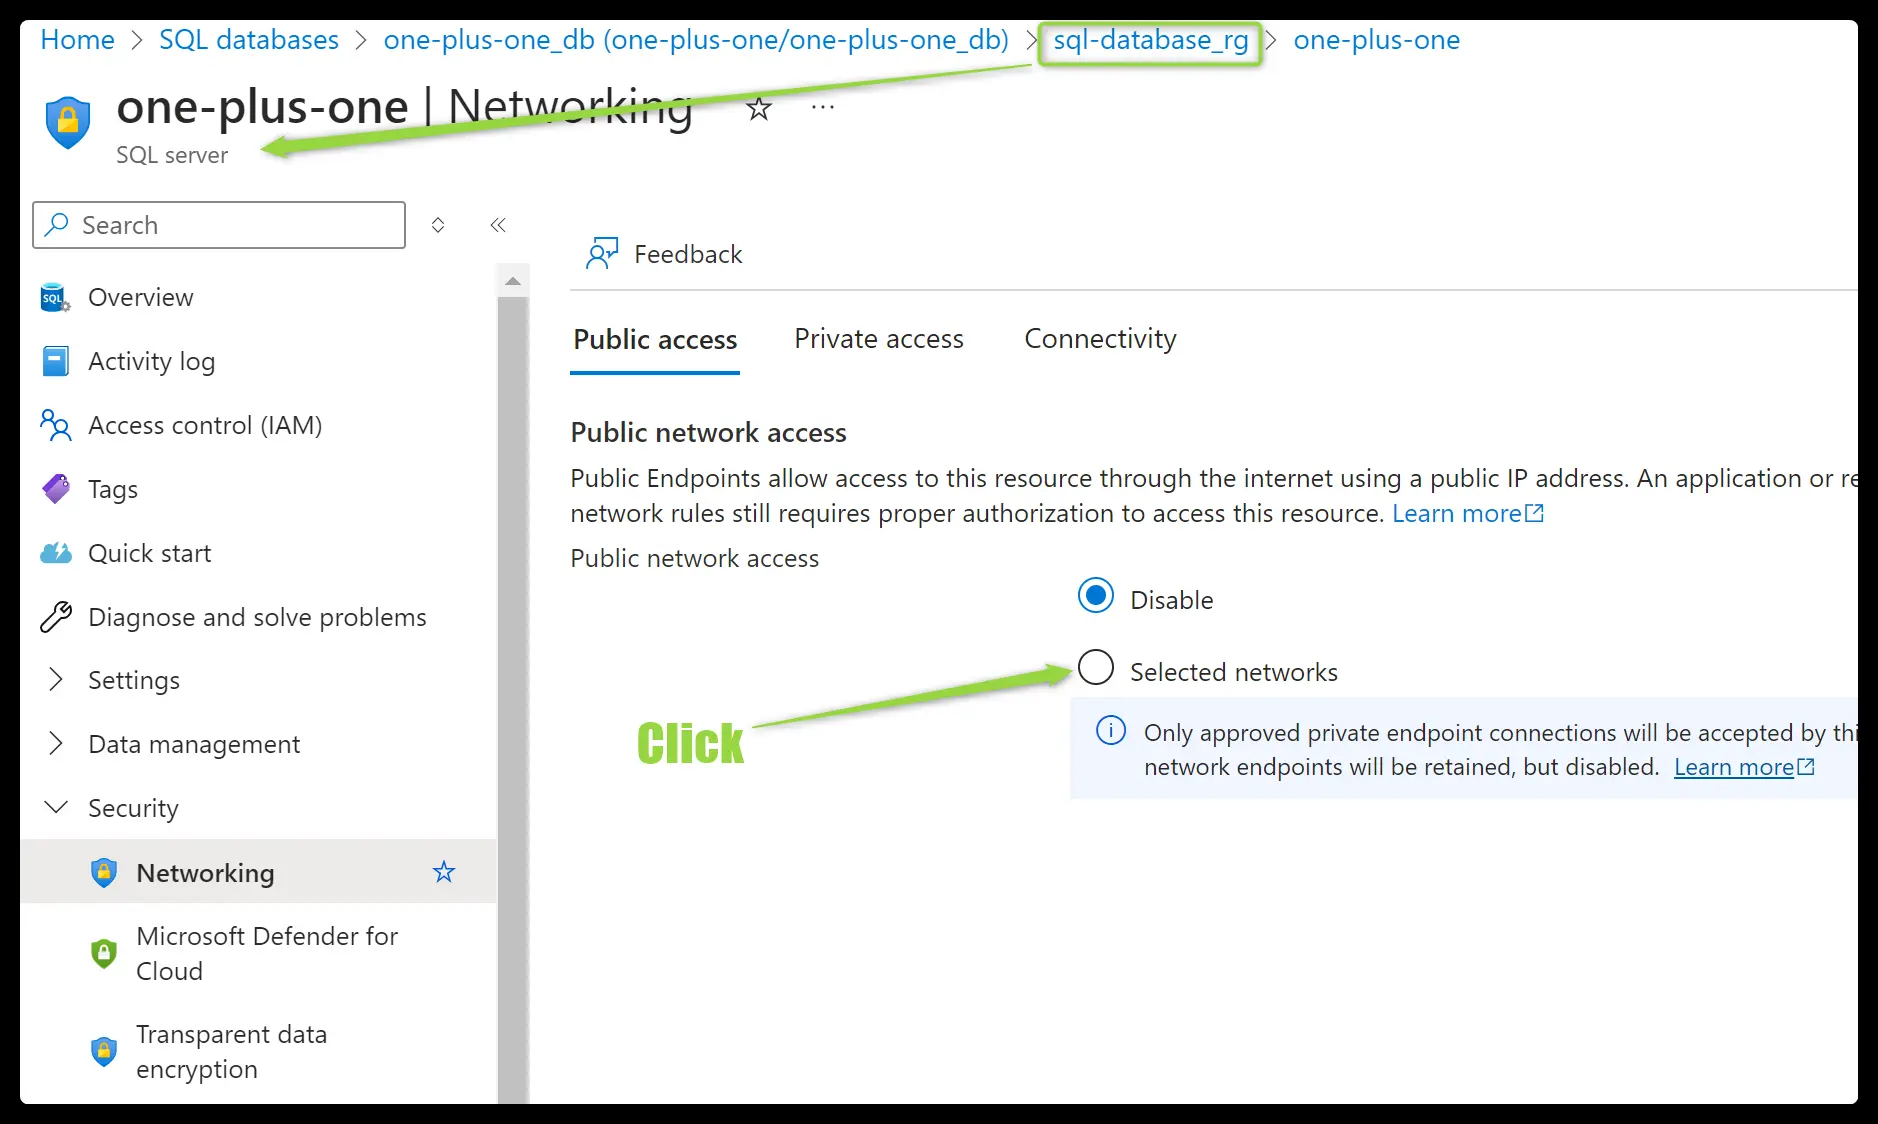 Home > SQL databases > one-plus-one_db (one-plus-one/one-plus-one_db) > sql-database_rg > one-plus-one
one-plus-one | Networking
SQL server
Search
Overview
Activity log
Access control (IAM)
Tags
Quick start
Diagnose and solve problems
Settings
Data management
Security
Networking
Microsoft Defender for
Cloud
Transparent data
encryption
Feedback
Public access Private access Connectivity
Public network access
Public Endpoints allow access to this resource through the internet using a public IP address. An application or
network rules still requires proper authorization to access this resource. Learn more
Public network access
Disable
Selected networks
Click
Only approved private endpoint connections will be accepted by
network endpoints will be retained, but disabled. Learn more